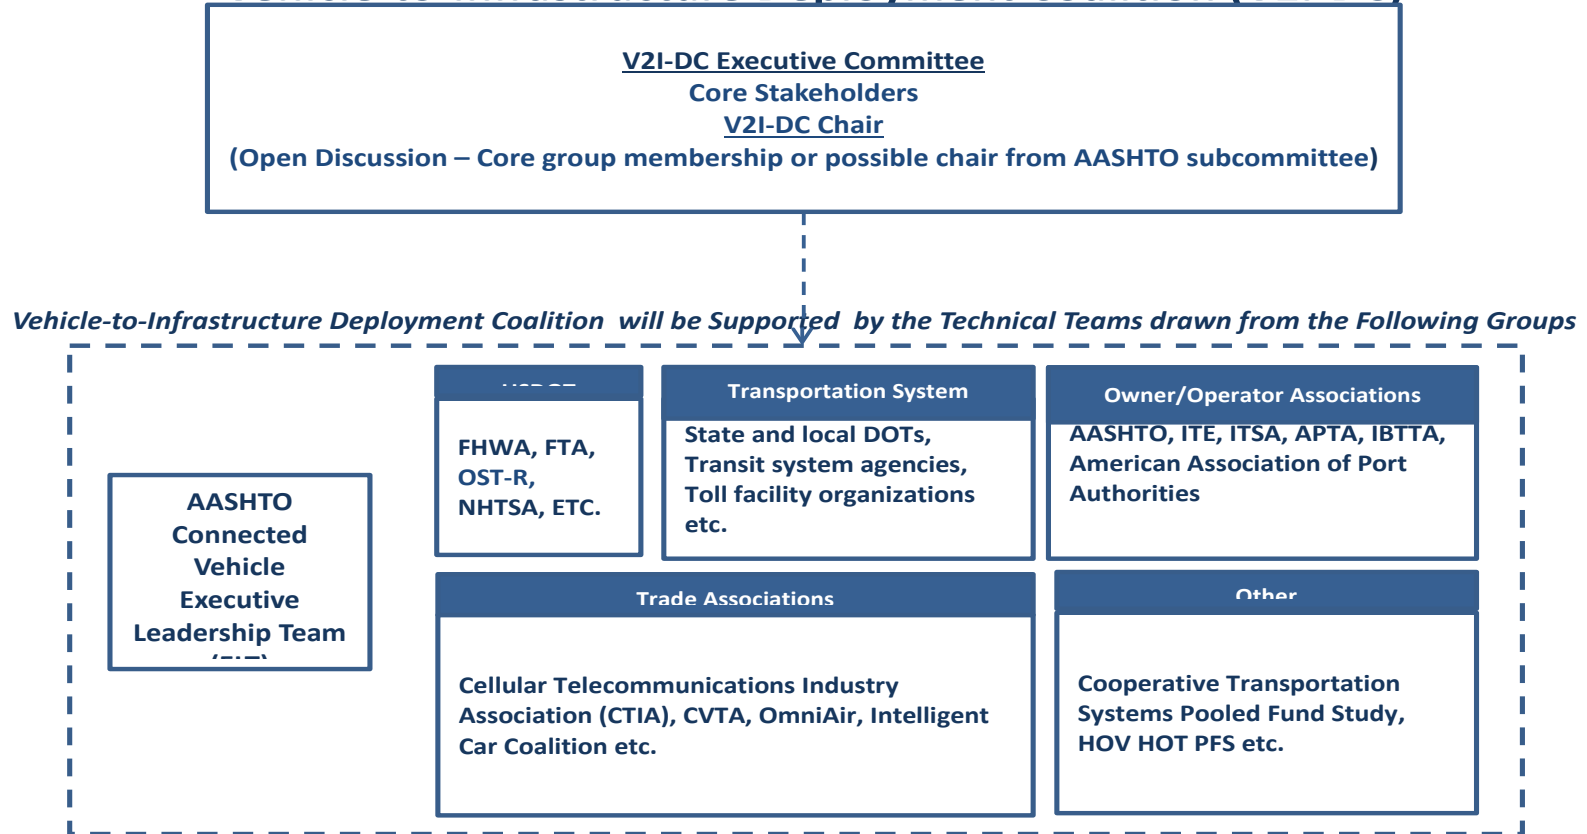 V2I-DC Executive Committee
Core Stakeholders
V2I-DC Chair
(Open Discussion – Core group membership or possible chair from AASHTO subcommittee)
Vehicle-to-Infrastructure Deployment Coalition will be Supported by the Technical Teams drawn from the Following Groups
AASHTO
Connected
Vehicle
Executive
Leadership Team
USDOT
FHWA, FTA,
OST-R,
NHTSA, ETC.
Transportation System
State and local DOTs,
Transit system agencies,
Toll facility organizations
etc.
Owner/Operator Associations
AASHTO, ITE, ITSA, APTA, IBTTA,
American Association of Port
Authorities
Trade Associations
Cellular Telecommunications Industry
Association (CTIA), CVTA, OmniAir, Intelligent
Car Coalition etc.
Other
Cooperative Transportation
Systems Pooled Fund Study,
HOV HOT PFS etc.